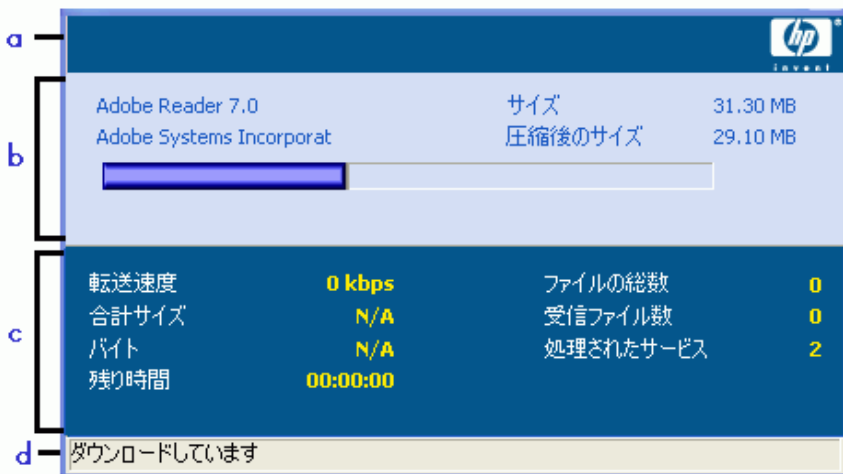 a
hp
invent
b
Adobe Reader 7.0 サイズ 31.30 MB
Adobe Systems Incorporat 圧縮後のサイズ 29.10 MB
c
転送速度 0 kbps ファイルの総数 0
合計サイズ N/A 受信ファイル数 0
バイト N/A 処理されたサービス 2
残り時間 00:00:00
d
ダウンロードしています